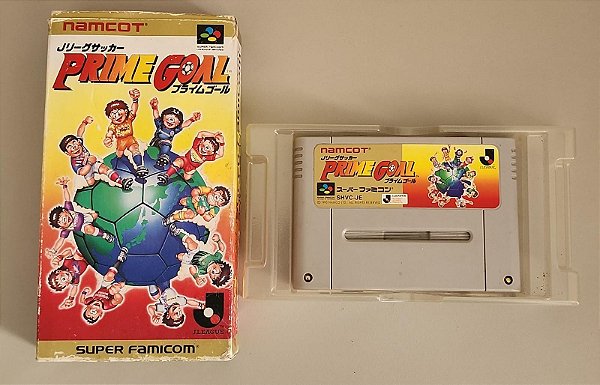 namcot
Jリーグサッカー
PRIME GOAL
プライムゴール
J.LEAGUE
SUPER FAMICOM
namcot
Jリーグサッカー
PRIME GOAL
プライムゴール
スーパーファミコン
SHVC-JE
J.LEAGUE